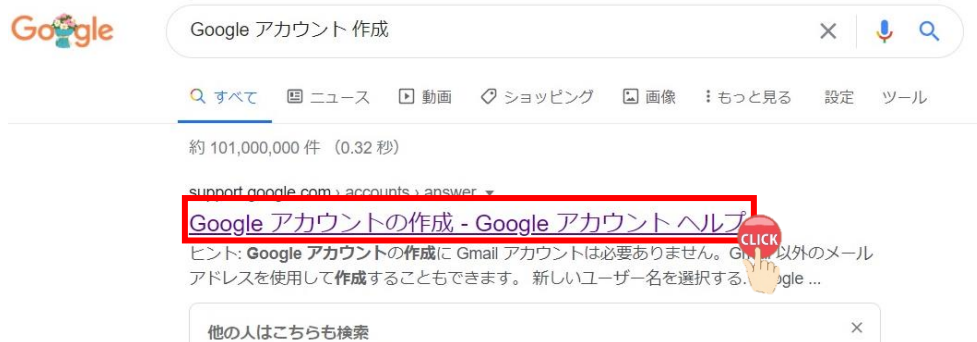 Google
Google アカウント 作成
すべて ニュース 動画 ショッピング 画像 もっと見る 設定 ツール
約 101,000,000 件 （0.32 秒）
support.google.com › accounts › answer
Google アカウントの作成 - Google アカウント ヘルプ
CLICK
ヒント: Google アカウントの作成に Gmail アカウントは必要ありません。 以外のメール
アドレスを使用して作成することもできます。 新しいユーザー名を選択する. ...
他の人はこちらも検索